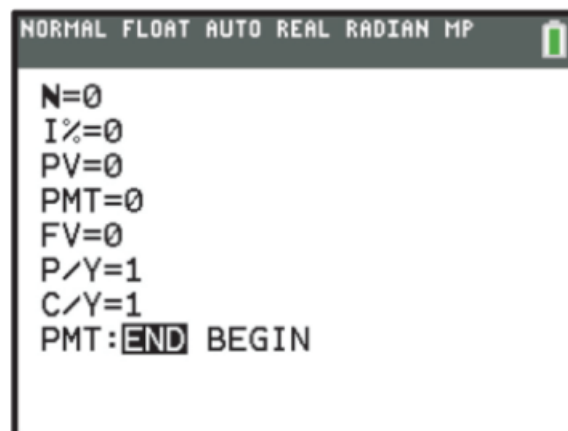 NORMAL FLOAT AUTO REAL RADIAN MP
N=0
I%=0
PV=0
PMT=0
FV=0
P/Y=1
C/Y=1
PMT:END BEGIN